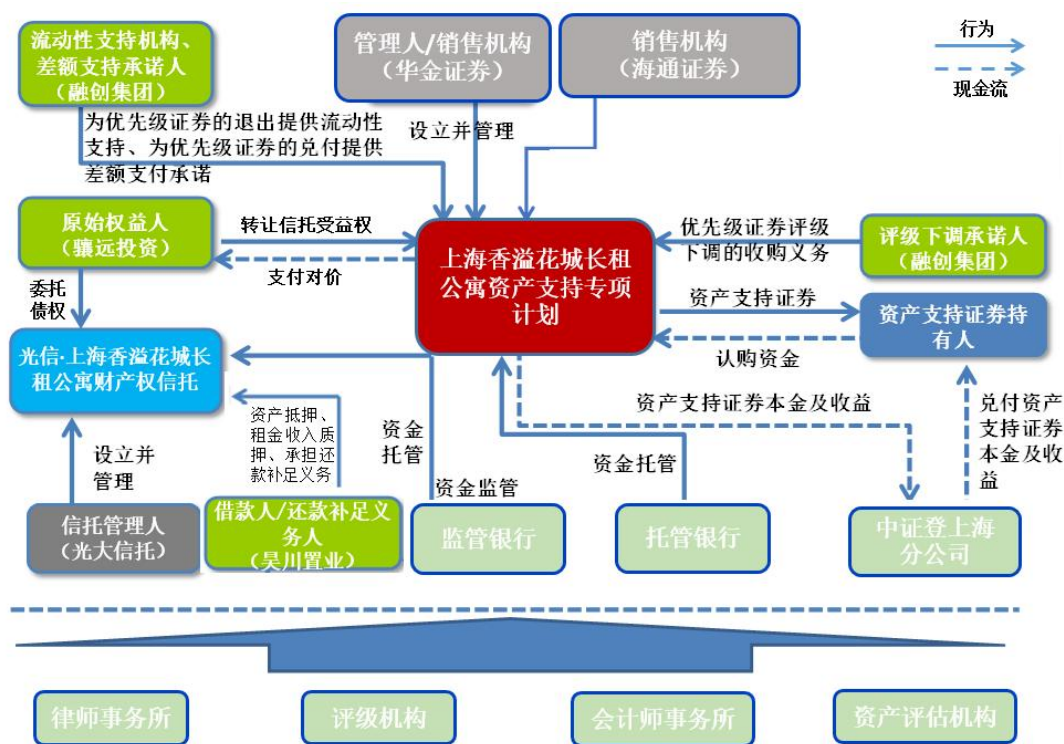 流动性支持机构、
差额支持承诺人
（融创集团）
管理人/销售机构
（华金证券）
销售机构
（海通证券）
行为
现金流
为优先级证券的退出提供流动性
支持、为优先级证券的兑付提供
差额支付承诺
设立并管理
原始权益人
（骧远投资）
转让信托受益权
支付对价
上海香溢花城长租
公寓资产支持专项
计划
优先级证券评级
下调的收购义务
评级下调承诺人
（融创集团）
委托
债权
资产支持证券
认购资金
资产支持证券持
有人
光信·上海香溢花城长
租公寓财产权信托
资产抵押、
租金收入质
押、承担还
款补足义务
资金
托管
资产支持证券本金及收益
兑付资产
支持证券
本金及收
益
设立并
管理
资金监管
资金托管
信托管理人
（光大信托）
借款人/还款补足义
务人
（昊川置业）
监管银行
托管银行
中证登上海
分公司
律师事务所
评级机构
会计师事务所
资产评估机构